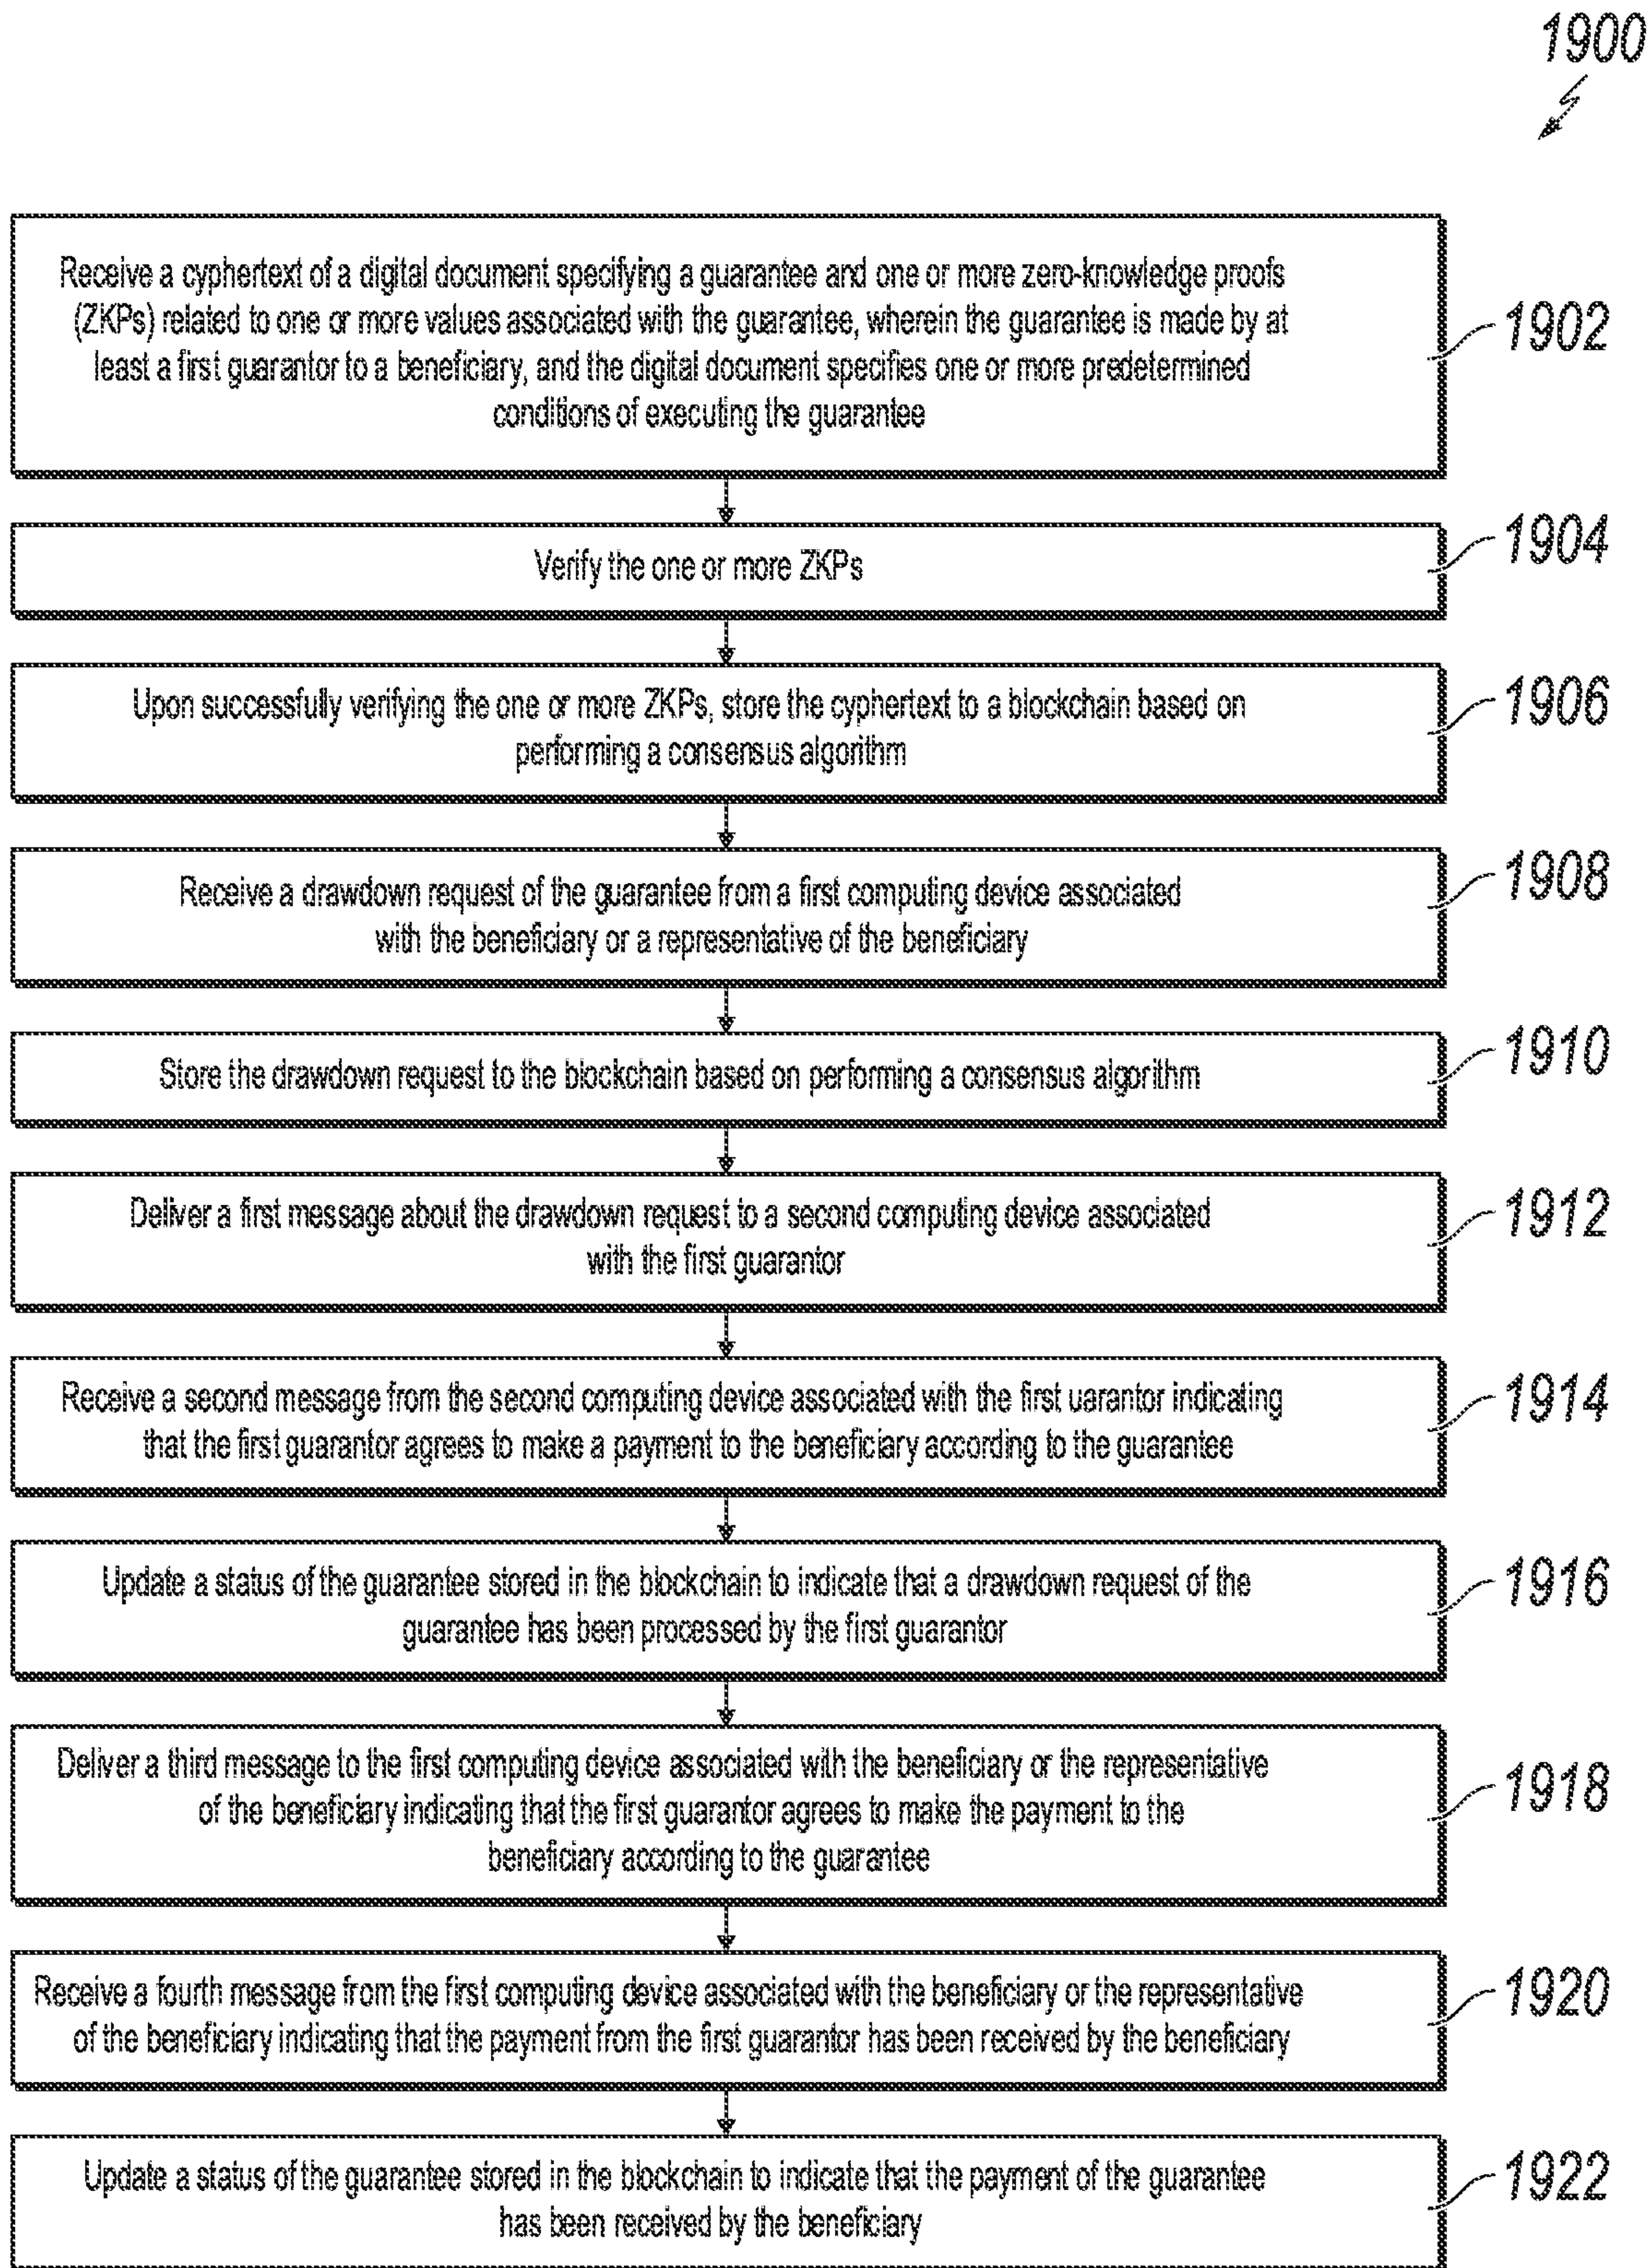 1900
Receive a cyphertext of a digital document specifying a guarantee and one or more zero-knowledge proofs
(ZKPs) related to one or more values associated with the guarantee, wherein the guarantee is made by at
least a first guarantor to a beneficiary, and the digital document specifies one or more predetermined
conditions of executing the guarantee
1902
Verify the one or more ZKPs
1904
Upon successfully verifying the one or more ZKPs, store the cyphertext to a blockchain based on
performing a consensus algorithm
1906
Receive a drawdown request of the guarantee from a first computing device associated
with the beneficiary or a representative of the beneficiary
1908
Store the drawdown request to the blockchain based on performing a consensus algorithm
1910
Deliver a first message about the drawdown request to a second computing device associated
with the first guarantor
1912
Receive a second message from the second computing device associated with the first uarantor indicating
that the first guarantor agrees to make a payment to the beneficiary according to the guarantee
1914
Update a status of the guarantee stored in the blockchain to indicate that a drawdown request of the
guarantee has been processed by the first guarantor
1916
Deliver a third message to the first computing device associated with the beneficiary or the representative
of the beneficiary indicating that the first guarantor agrees to make the payment to the
beneficiary according to the guarantee
1918
Receive a fourth message from the first computing device associated with the beneficiary or the representative
of the beneficiary indicating that the payment from the first guarantor has been received by the beneficiary
1920
Update a status of the guarantee stored in the blockchain to indicate that the payment of the guarantee
has been received by the beneficiary
1922